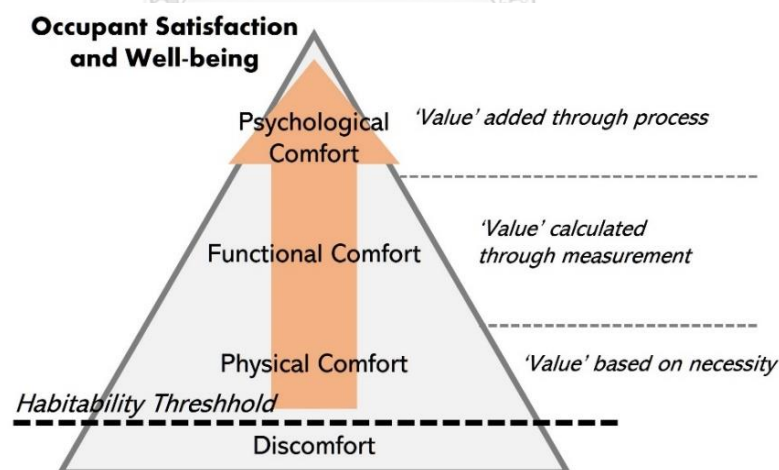 Occupant Satisfaction
and Well-being
Psychological
Comfort
'Value' added through process
Functional Comfort
'Value' calculated
through measurement
Physical Comfort
'Value' based on necessity
Habitability Threshhold
Discomfort